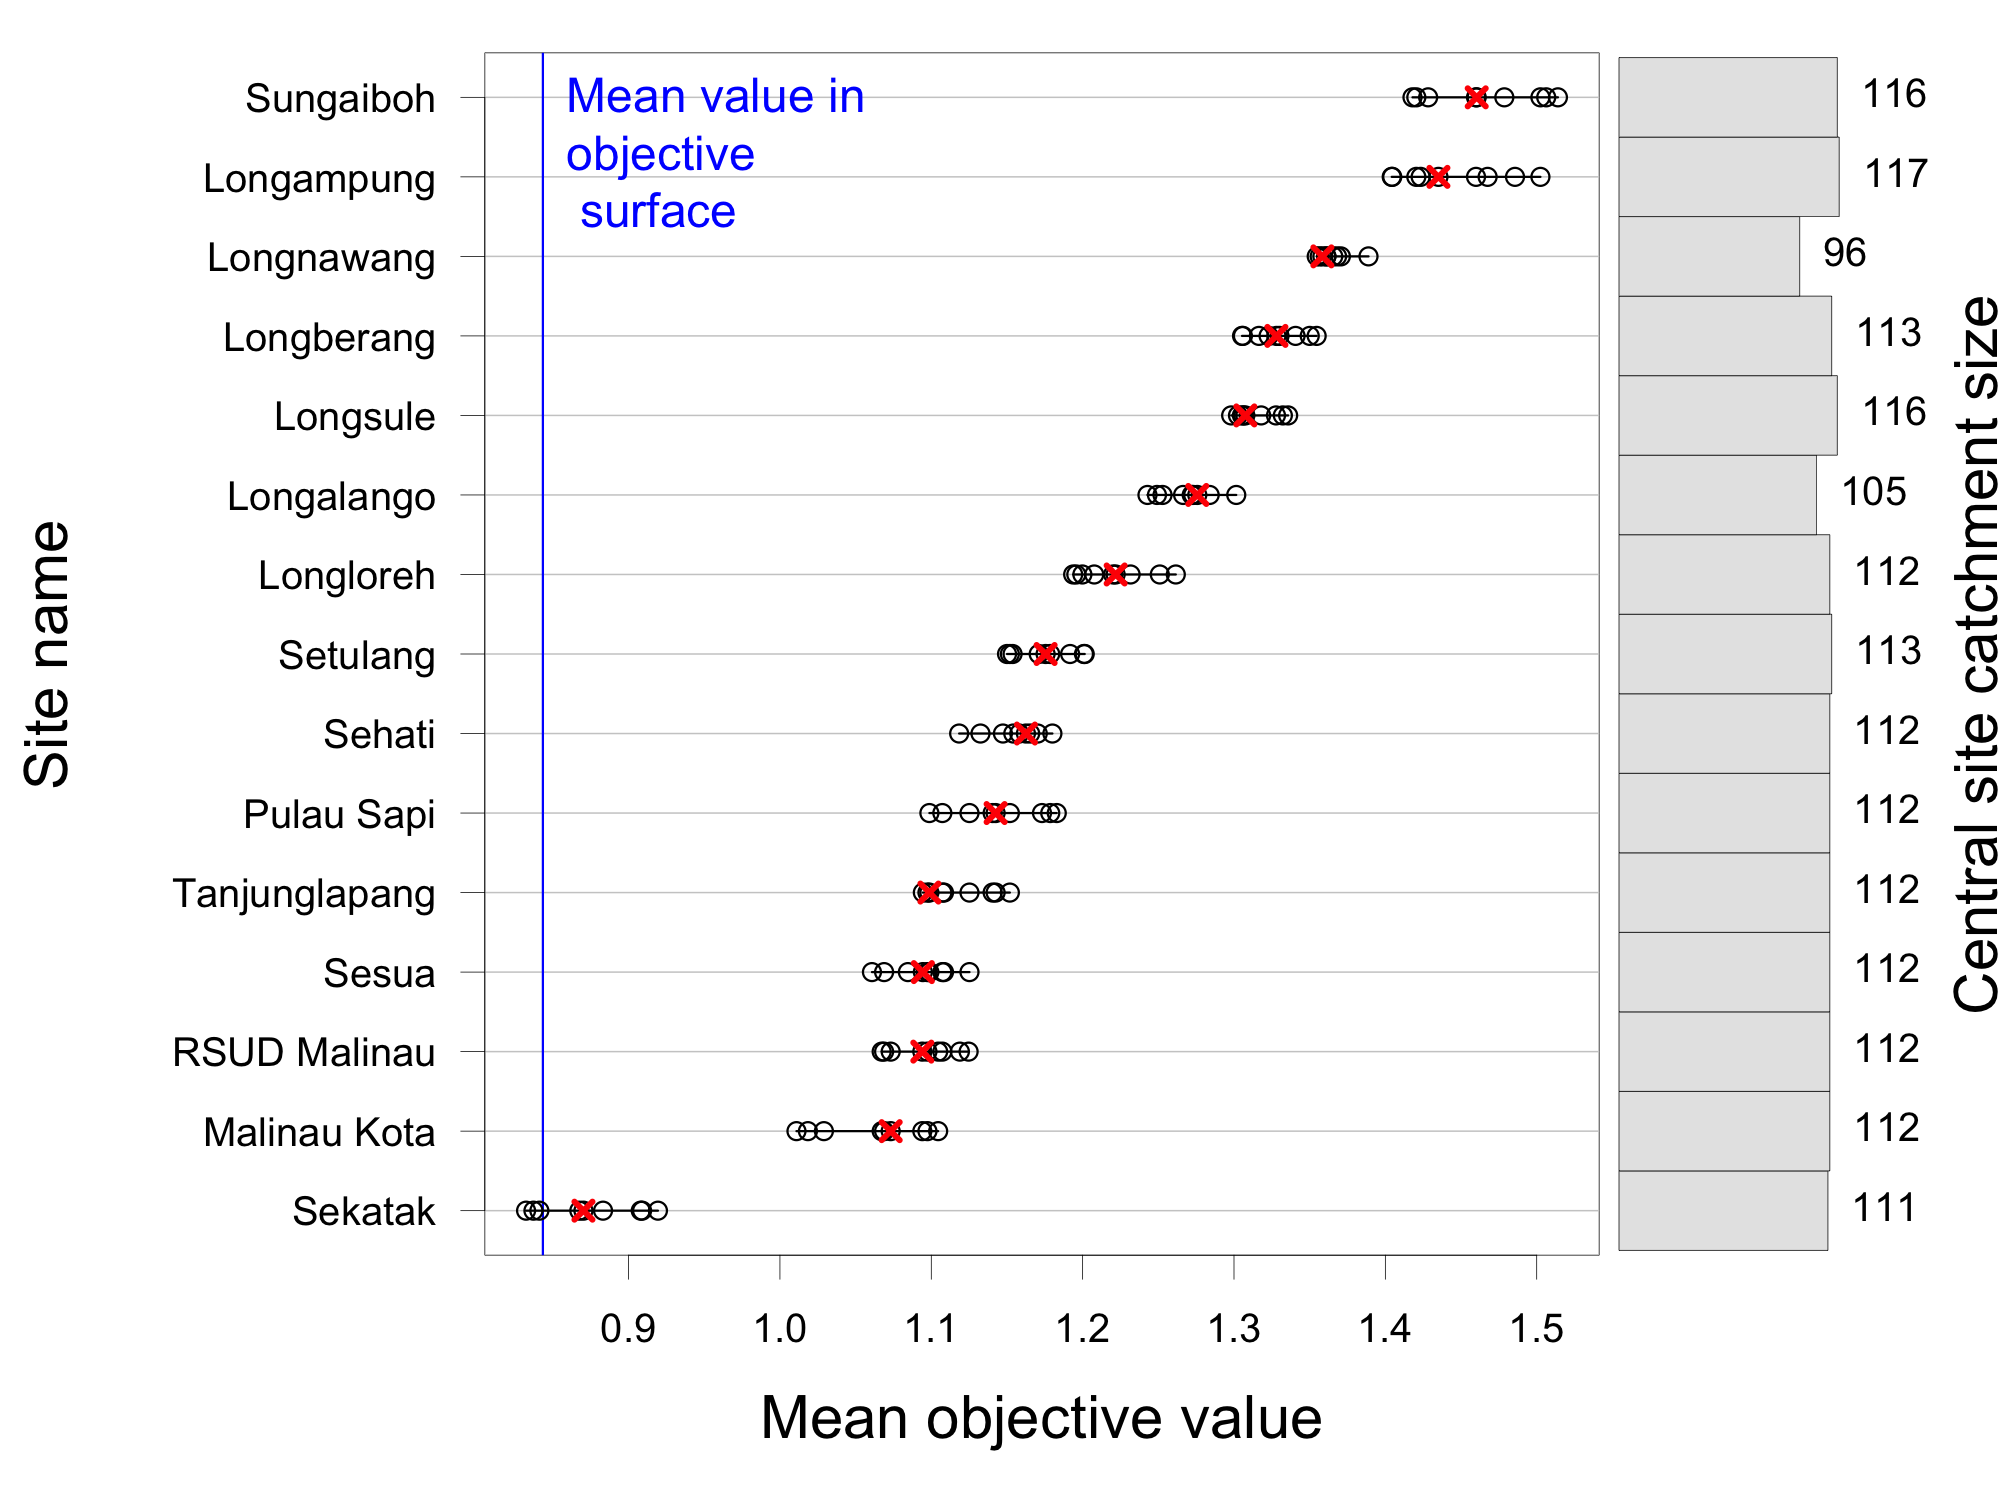 Mean value in
objective
surface
Sungaiboh 116
Longampung 117
Longnawang 96
Longberang 113
Longsule 116
Longalango 105
Longloreh 112
Setulang 113
Sehati 112
Pulau Sapi 112
Tanjunglapang 112
Sesua 112
RSUD Malinau 112
Malinau Kota 112
Sekatak 111
Site name
Central site catchment size
0.9 1.0 1.1 1.2 1.3 1.4 1.5
Mean objective value